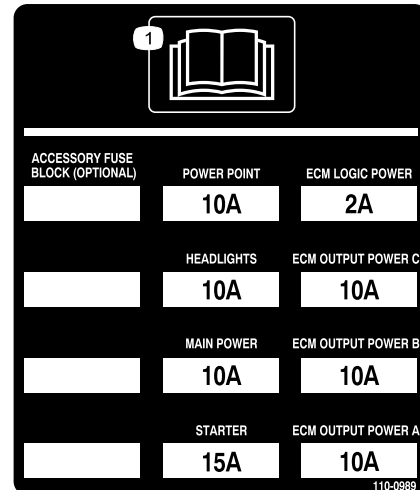 1
ACCESSORY FUSE
BLOCK (OPTIONAL)
POWER POINT
ECM LOGIC POWER
10A
2A
HEADLIGHTS
ECM OUTPUT POWER C
10A
10A
MAIN POWER
ECM OUTPUT POWER B
10A
10A
STARTER
ECM OUTPUT POWER A
15A
10A
110-0989